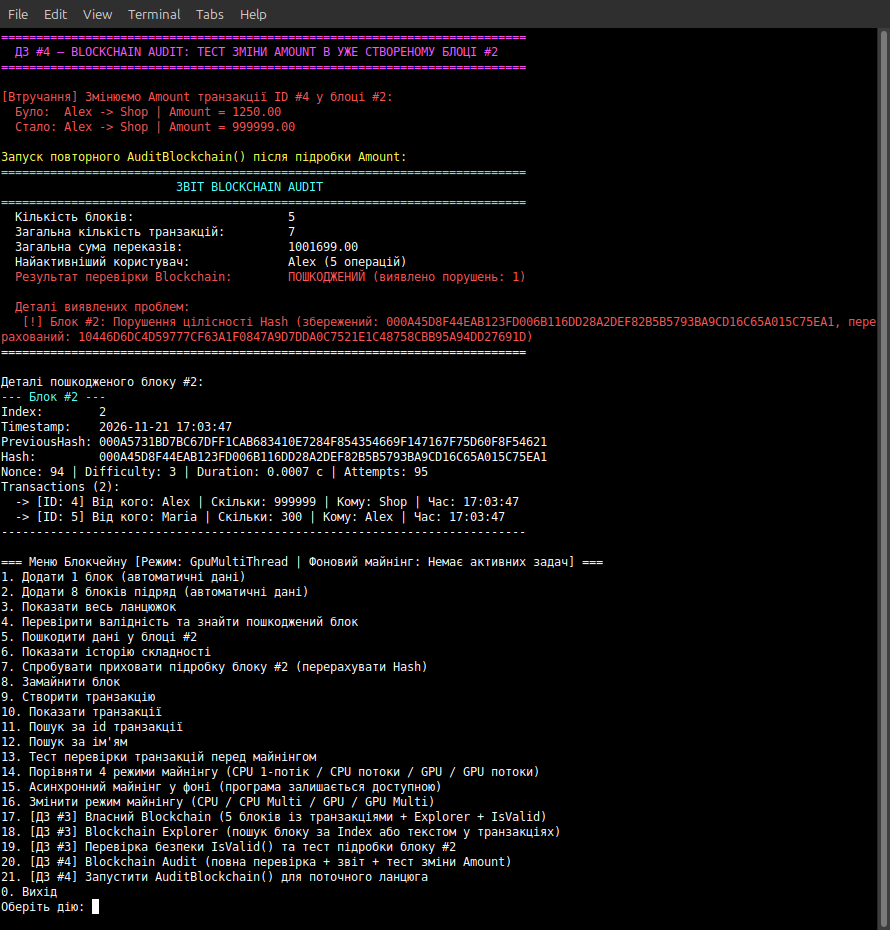 File Edit View Terminal Tabs Help
===========================================================================
ДЗ #4 — BLOCKCHAIN AUDIT: ТЕСТ ЗМІНИ AMOUNT В УЖЕ СТВОРЕНОМУ БЛОЦІ #2
===========================================================================
[Втручання] Змінюємо Amount транзакції ID #4 у блоці #2:
Було:  Alex -> Shop | Amount = 1250.00
Стало: Alex -> Shop | Amount = 999999.00
Запуск повторного AuditBlockchain() після підробки Amount:
===========================================================================
ЗВІТ BLOCKCHAIN AUDIT
===========================================================================
Кількість блоків: 5
Загальна кількість транзакцій: 7
Загальна сума переказів: 1001699.00
Найактивніший користувач: Alex (5 операцій)
Результат перевірки Blockchain: ПОШКОДЖЕНИЙ (виявлено порушень: 1)
Деталі виявлених проблем:
[!] Блок #2: Порушення цілісності Hash (збережений: 000A45D8F44EAB123FD006B116DD28A2DEF82B5B5793BA9CD16C65A015C75EA1, пере
рахований: 10446D6DC4D59777CF63A1F0847A9D7DDA0C7521E1C48758CBB95A94DD27691D)
===========================================================================
Деталі пошкодженого блоку #2:
--- Блок #2 ---
Index: 2
Timestamp: 2026-11-21 17:03:47
PreviousHash: 000A5731BD7BC67DFF1CAB683410E7284F854354669F147167F75D60F8F54621
Hash: 000A45D8F44EAB123FD006B116DD28A2DEF82B5B5793BA9CD16C65A015C75EA1
Nonce: 94 | Difficulty: 3 | Duration: 0.0007 с | Attempts: 95
Transactions (2):
-> [ID: 4] Від кого: Alex | Скільки: 999999 | Кому: Shop | Час: 17:03:47
-> [ID: 5] Від кого: Maria | Скільки: 300 | Кому: Alex | Час: 17:03:47
---------------------------------------------------------------------------
=== Меню Блокчейну [Режим: GpuMultiThread | Фоновий майнінг: Немає активних задач] ===
1. Додати 1 блок (автоматичні дані)
2. Додати 8 блоків підряд (автоматичні дані)
3. Показати весь ланцюжок
4. Перевірити валідність та знайти пошкоджений блок
5. Пошкодити дані у блоці #2
6. Показати історію складності
7. Спробувати приховати підробку блоку #2 (перерахувати Hash)
8. Замайнити блок
9. Створити транзакцію
10. Показати транзакції
11. Пошук за id транзакції
12. Пошук за ім'ям
13. Тест перевірки транзакцій перед майнінгом
14. Порівняти 4 режими майнінгу (CPU 1-потік / CPU потоки / GPU / GPU потоки)
15. Асинхронний майнінг у фоні (програма залишається доступною)
16. Змінити режим майнінгу (CPU / CPU Multi / GPU / GPU Multi)
17. [ДЗ #3] Власний Blockchain (5 блоків із транзакціями + Explorer + IsValid)
18. [ДЗ #3] Blockchain Explorer (пошук блоку за Index або текстом у транзакціях)
19. [ДЗ #3] Перевірка безпеки IsValid() та тест підробки блоку #2
20. [ДЗ #4] Blockchain Audit (повна перевірка + звіт + тест зміни Amount)
21. [ДЗ #4] Запустити AuditBlockchain() для поточного ланцюга
0. Вихід
Оберіть дію: